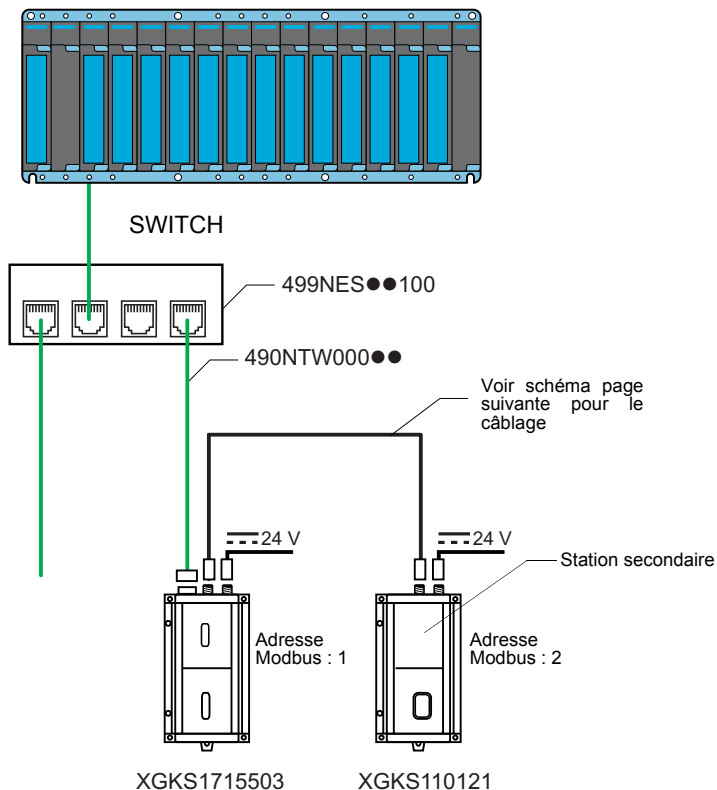 SWITCH
499NES●●100
490NTW000●●
Voir schéma page
suivante pour le
câblage
24 V
24 V
Station secondaire
Adresse
Modbus : 1
Adresse
Modbus : 2
XGKS1715503
XGKS110121